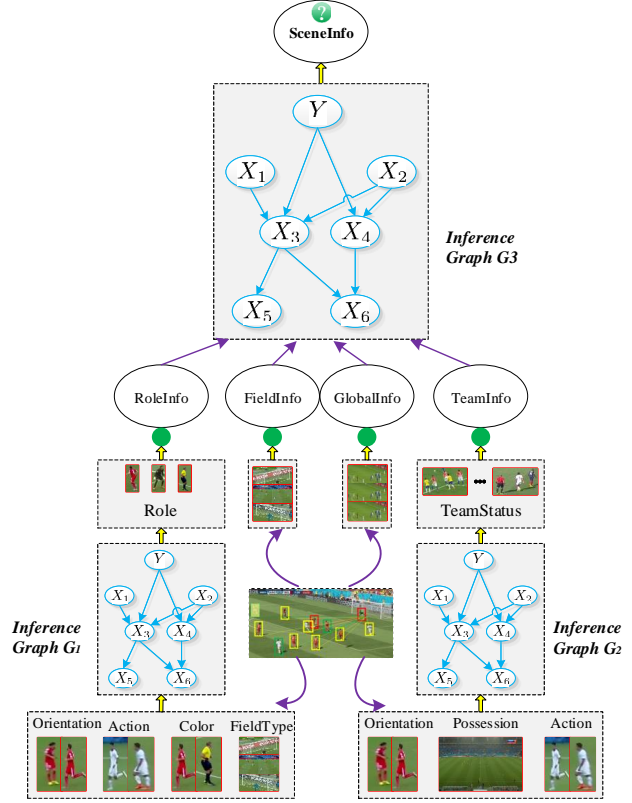 ?
SceneInfo
Y
X1
X2
X3
X4
X5
X6
Inference
Graph G3
RoleInfo
FieldInfo
GlobalInfo
TeamInfo
Role
TeamStatus
Y
X1
X2
X3
X4
X5
X6
Inference
Graph G1
Y
X1
X2
X3
X4
X5
X6
Inference
Graph G2
Orientation
Action
Color
FieldType
Orientation
Possession
Action